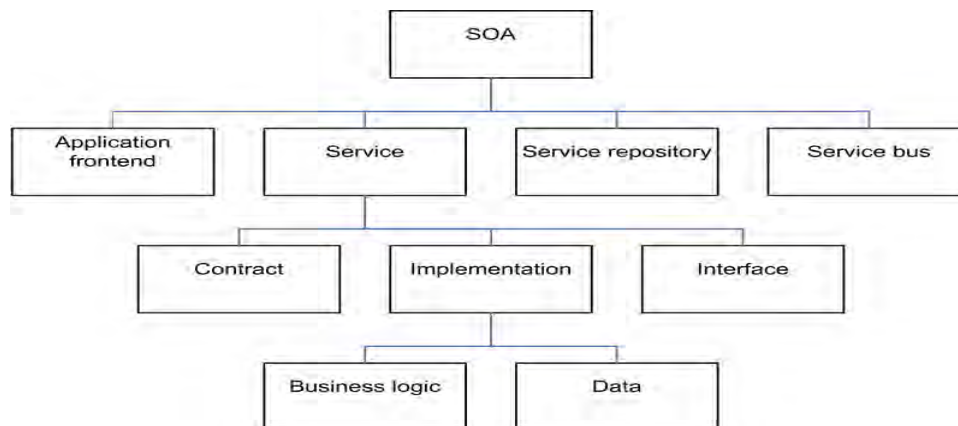 SOA
Application
frontend
Service
Service repository
Service bus
Contract
Implementation
Interface
Business logic
Data